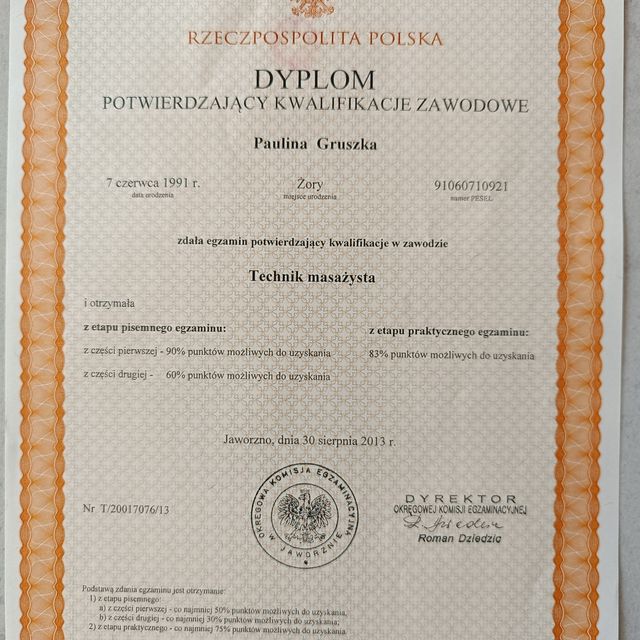 RZECZPOSPOLITA POLSKA
DYPLOM
POTWIERDZAJĄCY KWALIFIKACJE ZAWODOWE
Paulina Gruszka
7 czerwca 1991 r. Żory 91060710921
data urodzenia miejsce urodzenia numer PESEL
zdała egzamin potwierdzający kwalifikacje w zawodzie
Technik masażysta
i otrzymała
z etapu pisemnego egzaminu: z etapu praktycznego egzaminu:
z części pierwszej - 90% punktów możliwych do uzyskania 83% punktów możliwych do uzyskania
z części drugiej - 60% punktów możliwych do uzyskania
Jaworzno, dnia 30 sierpnia 2013 r.
OKRĘGOWA KOMISJA EGZAMINACYJNA
W JAWORZNIE
Nr T/20017076/13
DYREKTOR
OKRĘGOWEJ KOMISJI EGZAMINACYJNEJ
Roman Dziedzic
Podstawą zdania egzaminu jest otrzymanie:
1) z etapu pisemnego:
a) z części pierwszej - co najmniej 50% punktów możliwych do uzyskania,
b) z części drugiej - co najmniej 30% punktów możliwych do uzyskania;
2) z etapu praktycznego - co najmniej 75% punktów możliwych do uzyskania.